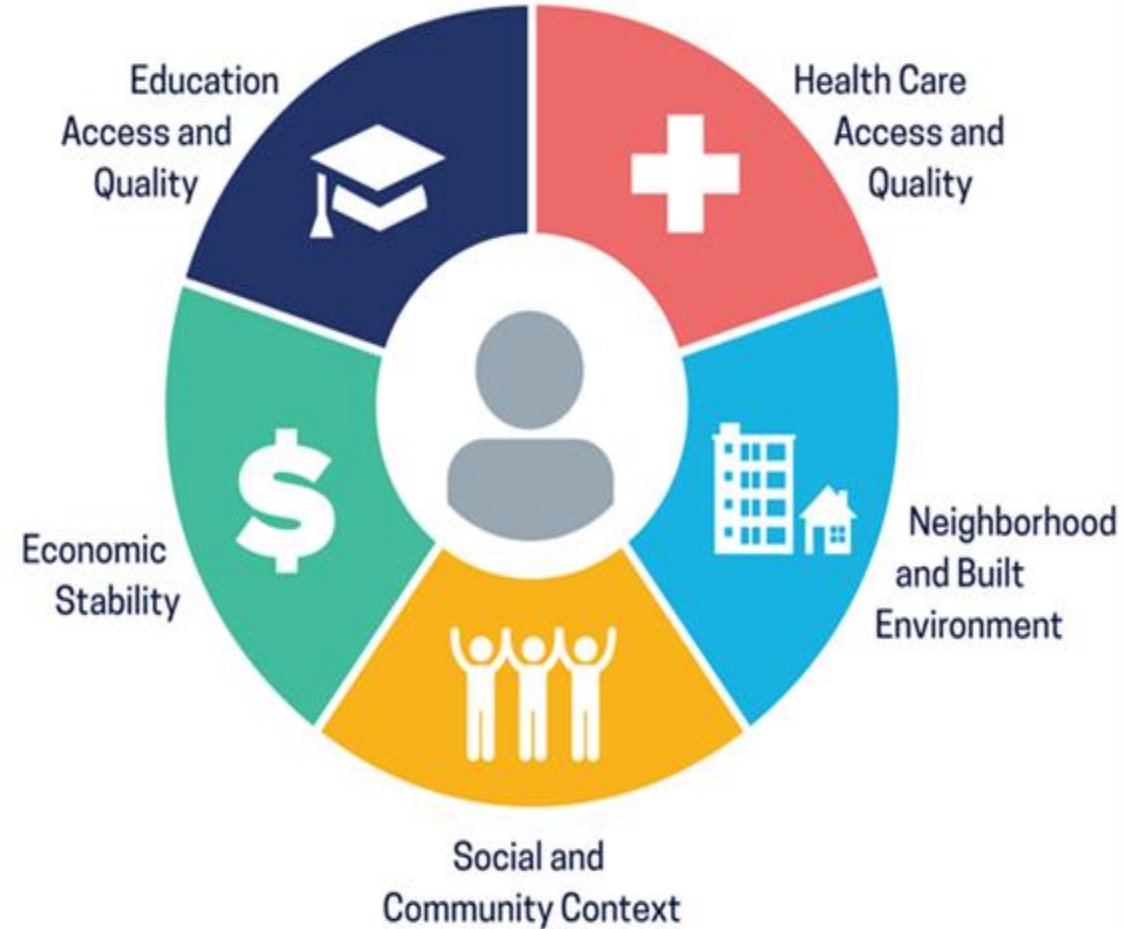 Education
Access and
Quality
Health Care
Access and
Quality
Economic
Stability
Neighborhood
and Built
Environment
Social and
Community Context